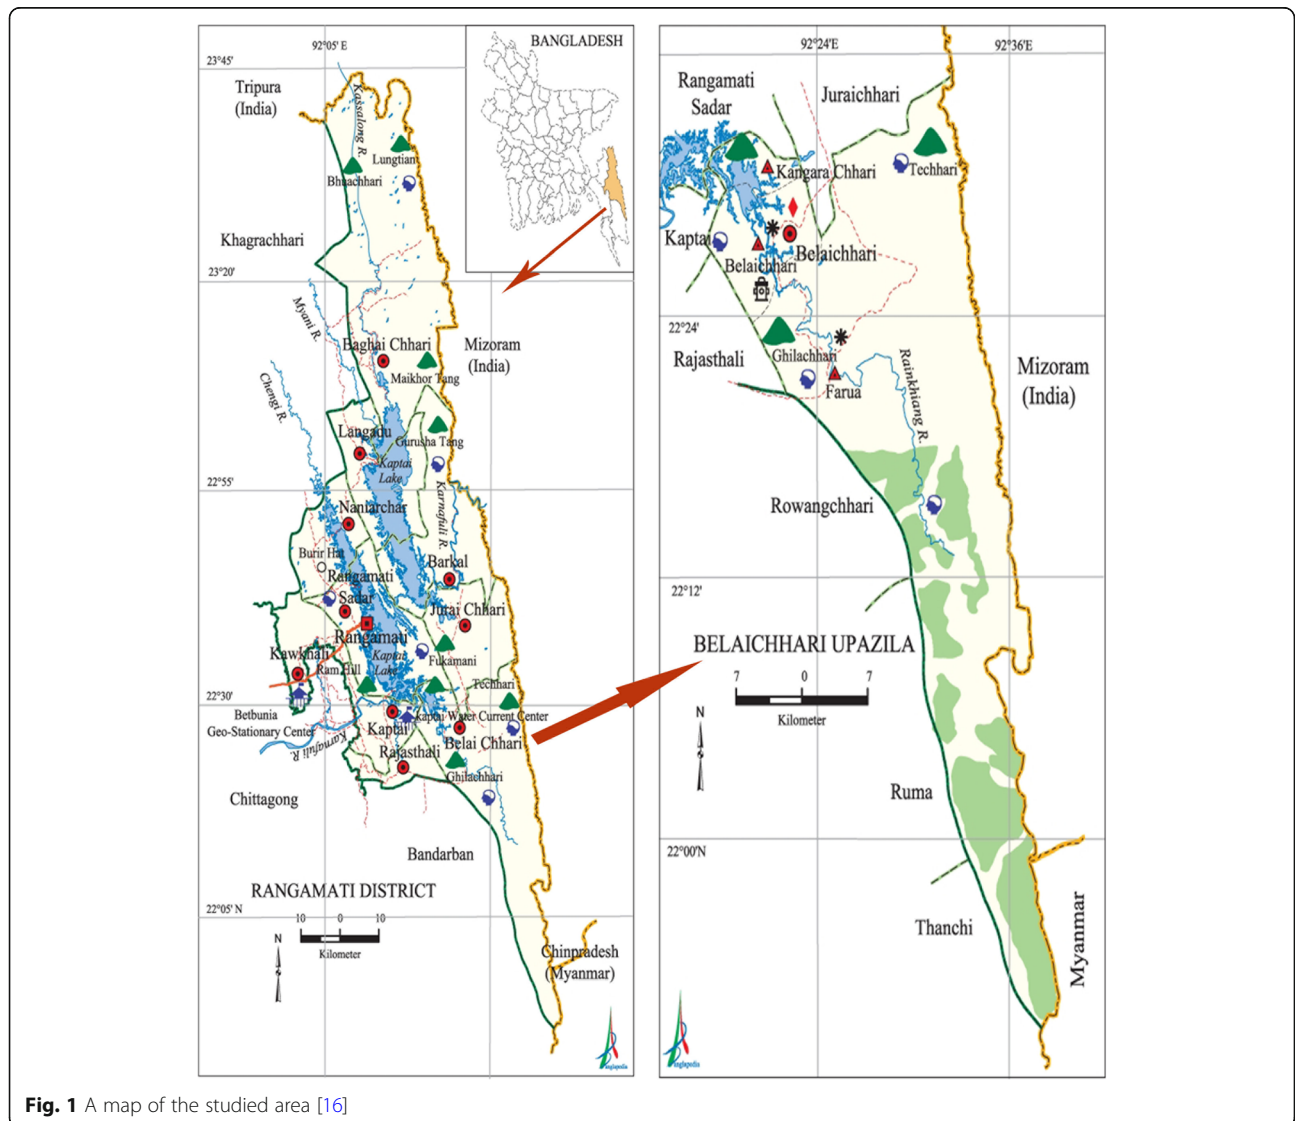 92°05' E
23°45'
Tripura
(India)
Kassalong R.
Lungtian
Bhuachhari
Khagrachhari
23°20'
BANGLADESH
Myani R.
Baghai Chhari
Mizoram
(India)
Maikhor Tang
Chengi R.
Langadu
Gurusha Tang
Kaptai
Lake
22°55'
Naniarchar
Karnafuli R.
Burir Hat
Barkal
Rangamati
Sadar
Jurai Chhari
Rangamati
Kawkhali
Kaptai
Lake
Fukamani
Ram Hill
Techhari
22°30'
Betbunia
Geo-Stationary Center
kaptai Water Current Center
Kaptai
Belai Chhari
Karnafuli R.
Rajasthali
Ghilachhari
Chittagong
Bandarban
RANGAMATI DISTRICT
22°05' N
10 0 10
Kilometer
N
Chinpradesh
(Myanmar)
anglapedia
92°24'E
92°36'E
Rangamati
Sadar
Juraichhari
Kangara Chhari
Techhari
Kaptai
Belaichhari
Belaichhari
22°24'
Rajasthali
Ghilachhari
Farua
Rainkhiang R.
Mizoram
(India)
Rowangchhari
22°12'
BELAICHHARI UPAZILA
7 0 7
Kilometer
N
Ruma
22°00'N
Thanchi
Myanmar
anglapedia
Fig. 1 A map of the studied area [16]